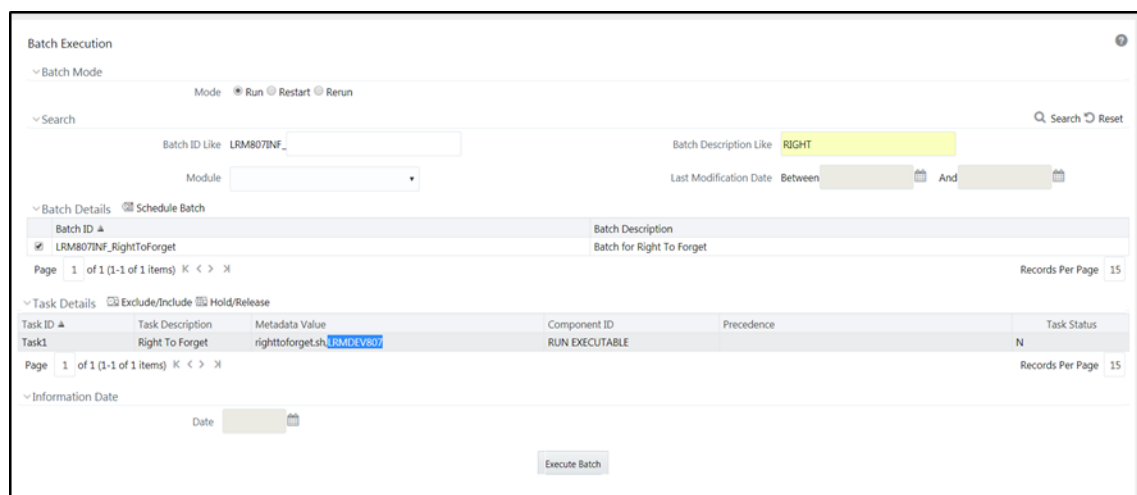 Batch Execution
Batch Mode
Mode Run Restart Rerun
Search Search Reset
Batch ID Like LRM807INF_ Batch Description Like RIGHT
Module Last Modification Date Between And
Batch Details Schedule Batch
Batch ID Batch Description
LRM807INF_RightToForget Batch for Right To Forget
Page 1 of 1 (1-1 of 1 items) Records Per Page 15
Task Details Exclude/Include Hold/Release
Task ID Task Description Metadata Value Component ID Precedence Task Status
Task1 Right To Forget righttoforget.sh,LRMDEV807 RUN EXECUTABLE N
Page 1 of 1 (1-1 of 1 items) Records Per Page 15
Information Date
Date
Execute Batch